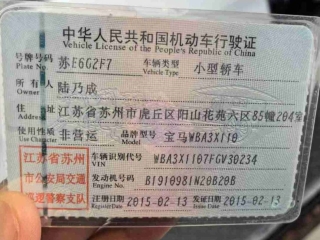 中华人民共和国机动车行驶证
Vehicle License of the People's Republic of China
号牌号码 苏E6G2F7 车辆类型 小型轿车
Plate No. Vehicle Type
所有人 陆乃成
Owner
住址 江苏省苏州市虎丘区阳山花苑六区85幢204室
Address
使用性质 非营运 品牌型号 宝马WBA3X110
Use Character
江苏省苏州 车辆识别代号 WBA3X1107FGV30234
VIN
市公安局交通 发动机号码 B1910981N20B20B
Engine No.
巡逻警察支队 注册日期 2015-02-13 发证日期 2015-02-13
Register Date Issue Date